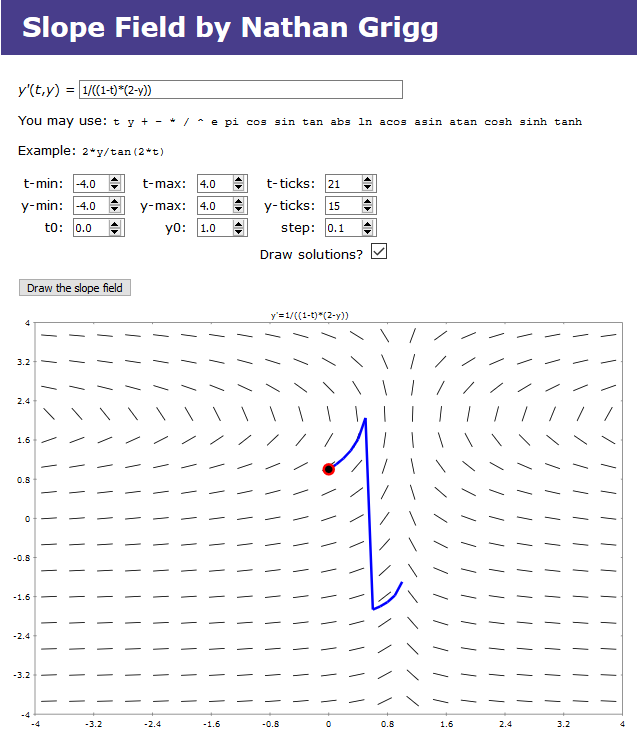 Slope Field by Nathan Grigg
y'(t,y) = 1/((1-t)*(2-y))
You may use: t y + - * / ^ e pi cos sin tan abs ln acos asin atan cosh sinh tanh
Example: 2*y/tan(2*t)
t-min: -4.0 t-max: 4.0 t-ticks: 21
y-min: -4.0 y-max: 4.0 y-ticks: 15
t0: 0.0 y0: 1.0 step: 0.1
Draw solutions?
Draw the slope field
y'=1/((1-t)*(2-y))
4
3.2
2.4
1.6
0.8
0
-0.8
-1.6
-2.4
-3.2
-4
-4 -3.2 -2.4 -1.6 -0.8 0 0.8 1.6 2.4 3.2 4